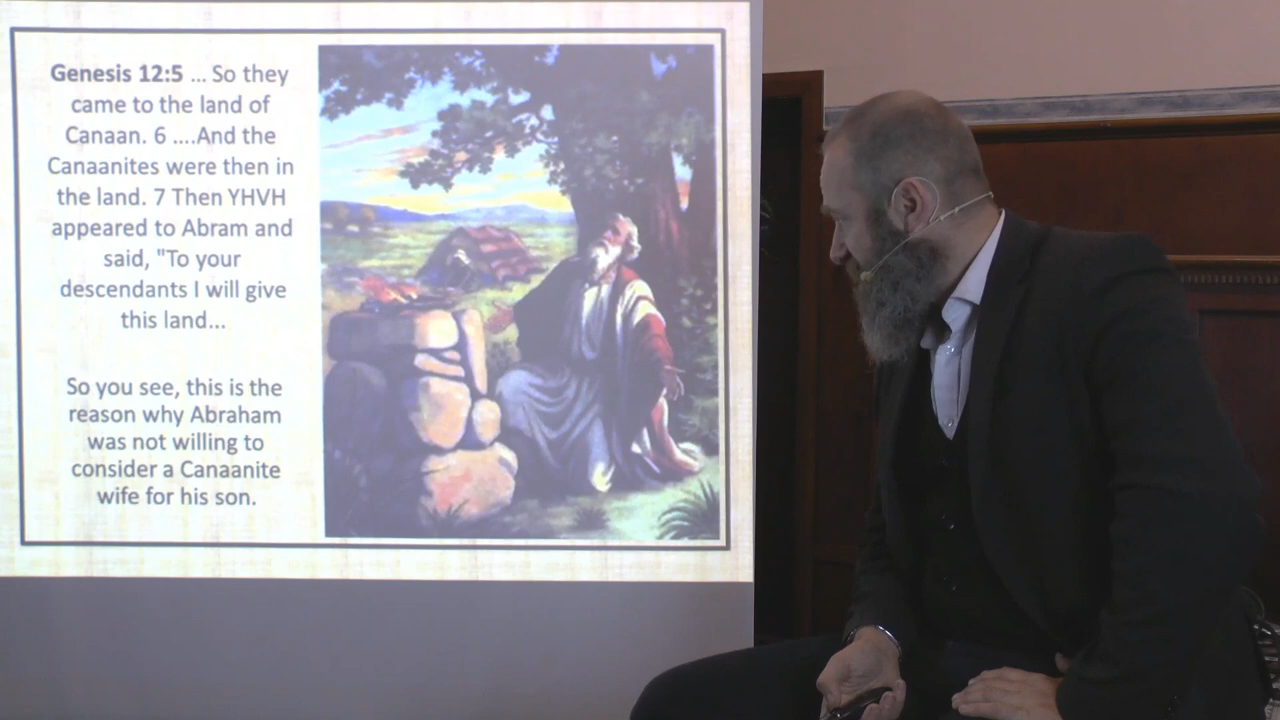 Genesis 12:5 ... So they
came to the land of
Canaan. 6 ....And the
Canaanites were then in
the land. 7 Then YHVH
appeared to Abram and
said, "To your
descendants I will give
this land...
So you see, this is the
reason why Abraham
was not willing to
consider a Canaanite
wife for his son.